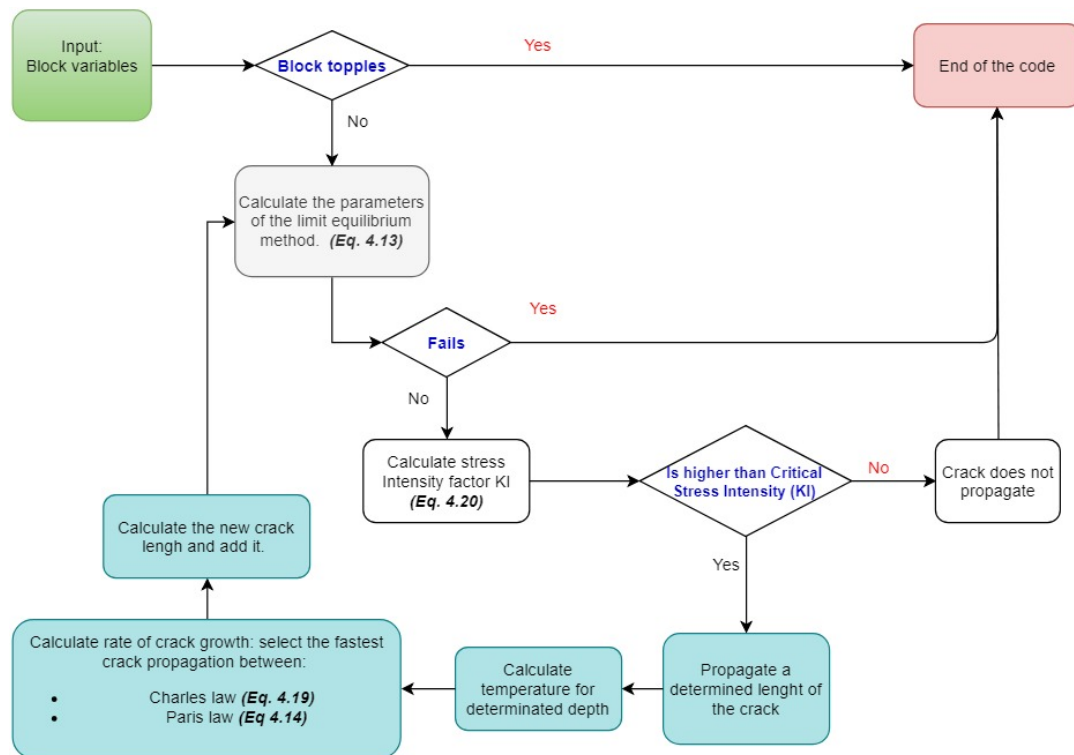 Input:
Block variables
Block topples
Yes
End of the code
No
Calculate the parameters
of the limit equilibrium
method. (Eq. 4.13)
Yes
Fails
No
Calculate stress
Intensity factor KI
(Eq. 4.20)
Is higher than Critical
Stress Intensity (KI)
No
Crack does not
propagate
Yes
Calculate the new crack
lengh and add it.
Calculate rate of crack growth: select the fastest
crack propagation between:
• Charles law (Eq. 4.19)
• Paris law (Eq 4.14)
Calculate
temperature for
determinated depth
Propagate a
determined lenght of
the crack